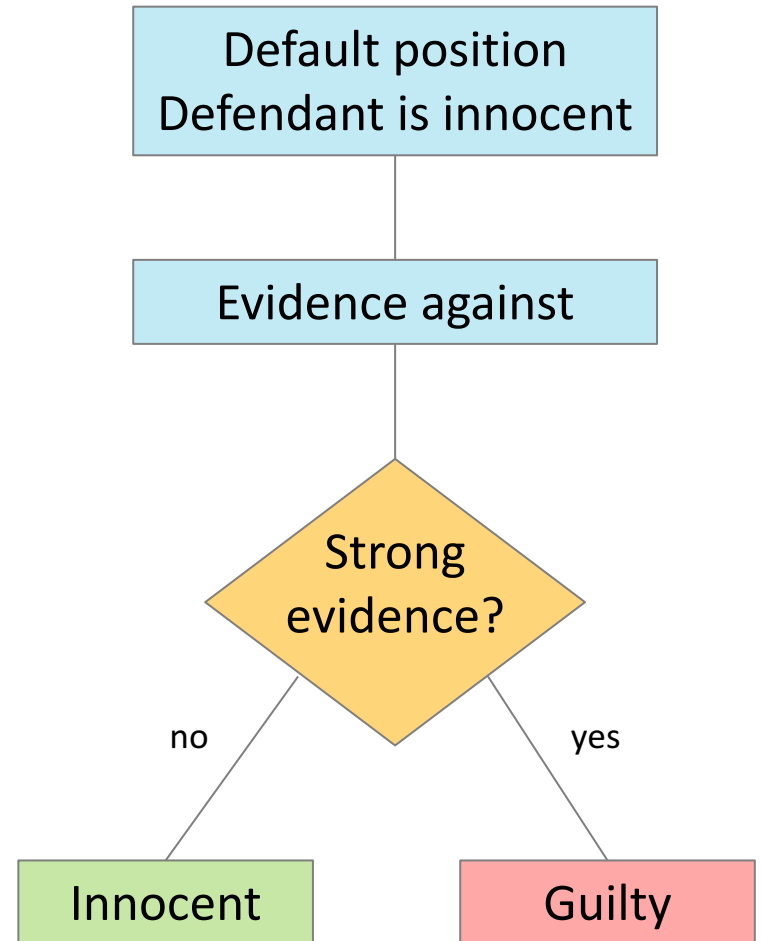 Default position
Defendant is innocent
Evidence against
Strong
evidence?
no
yes
Innocent
Guilty